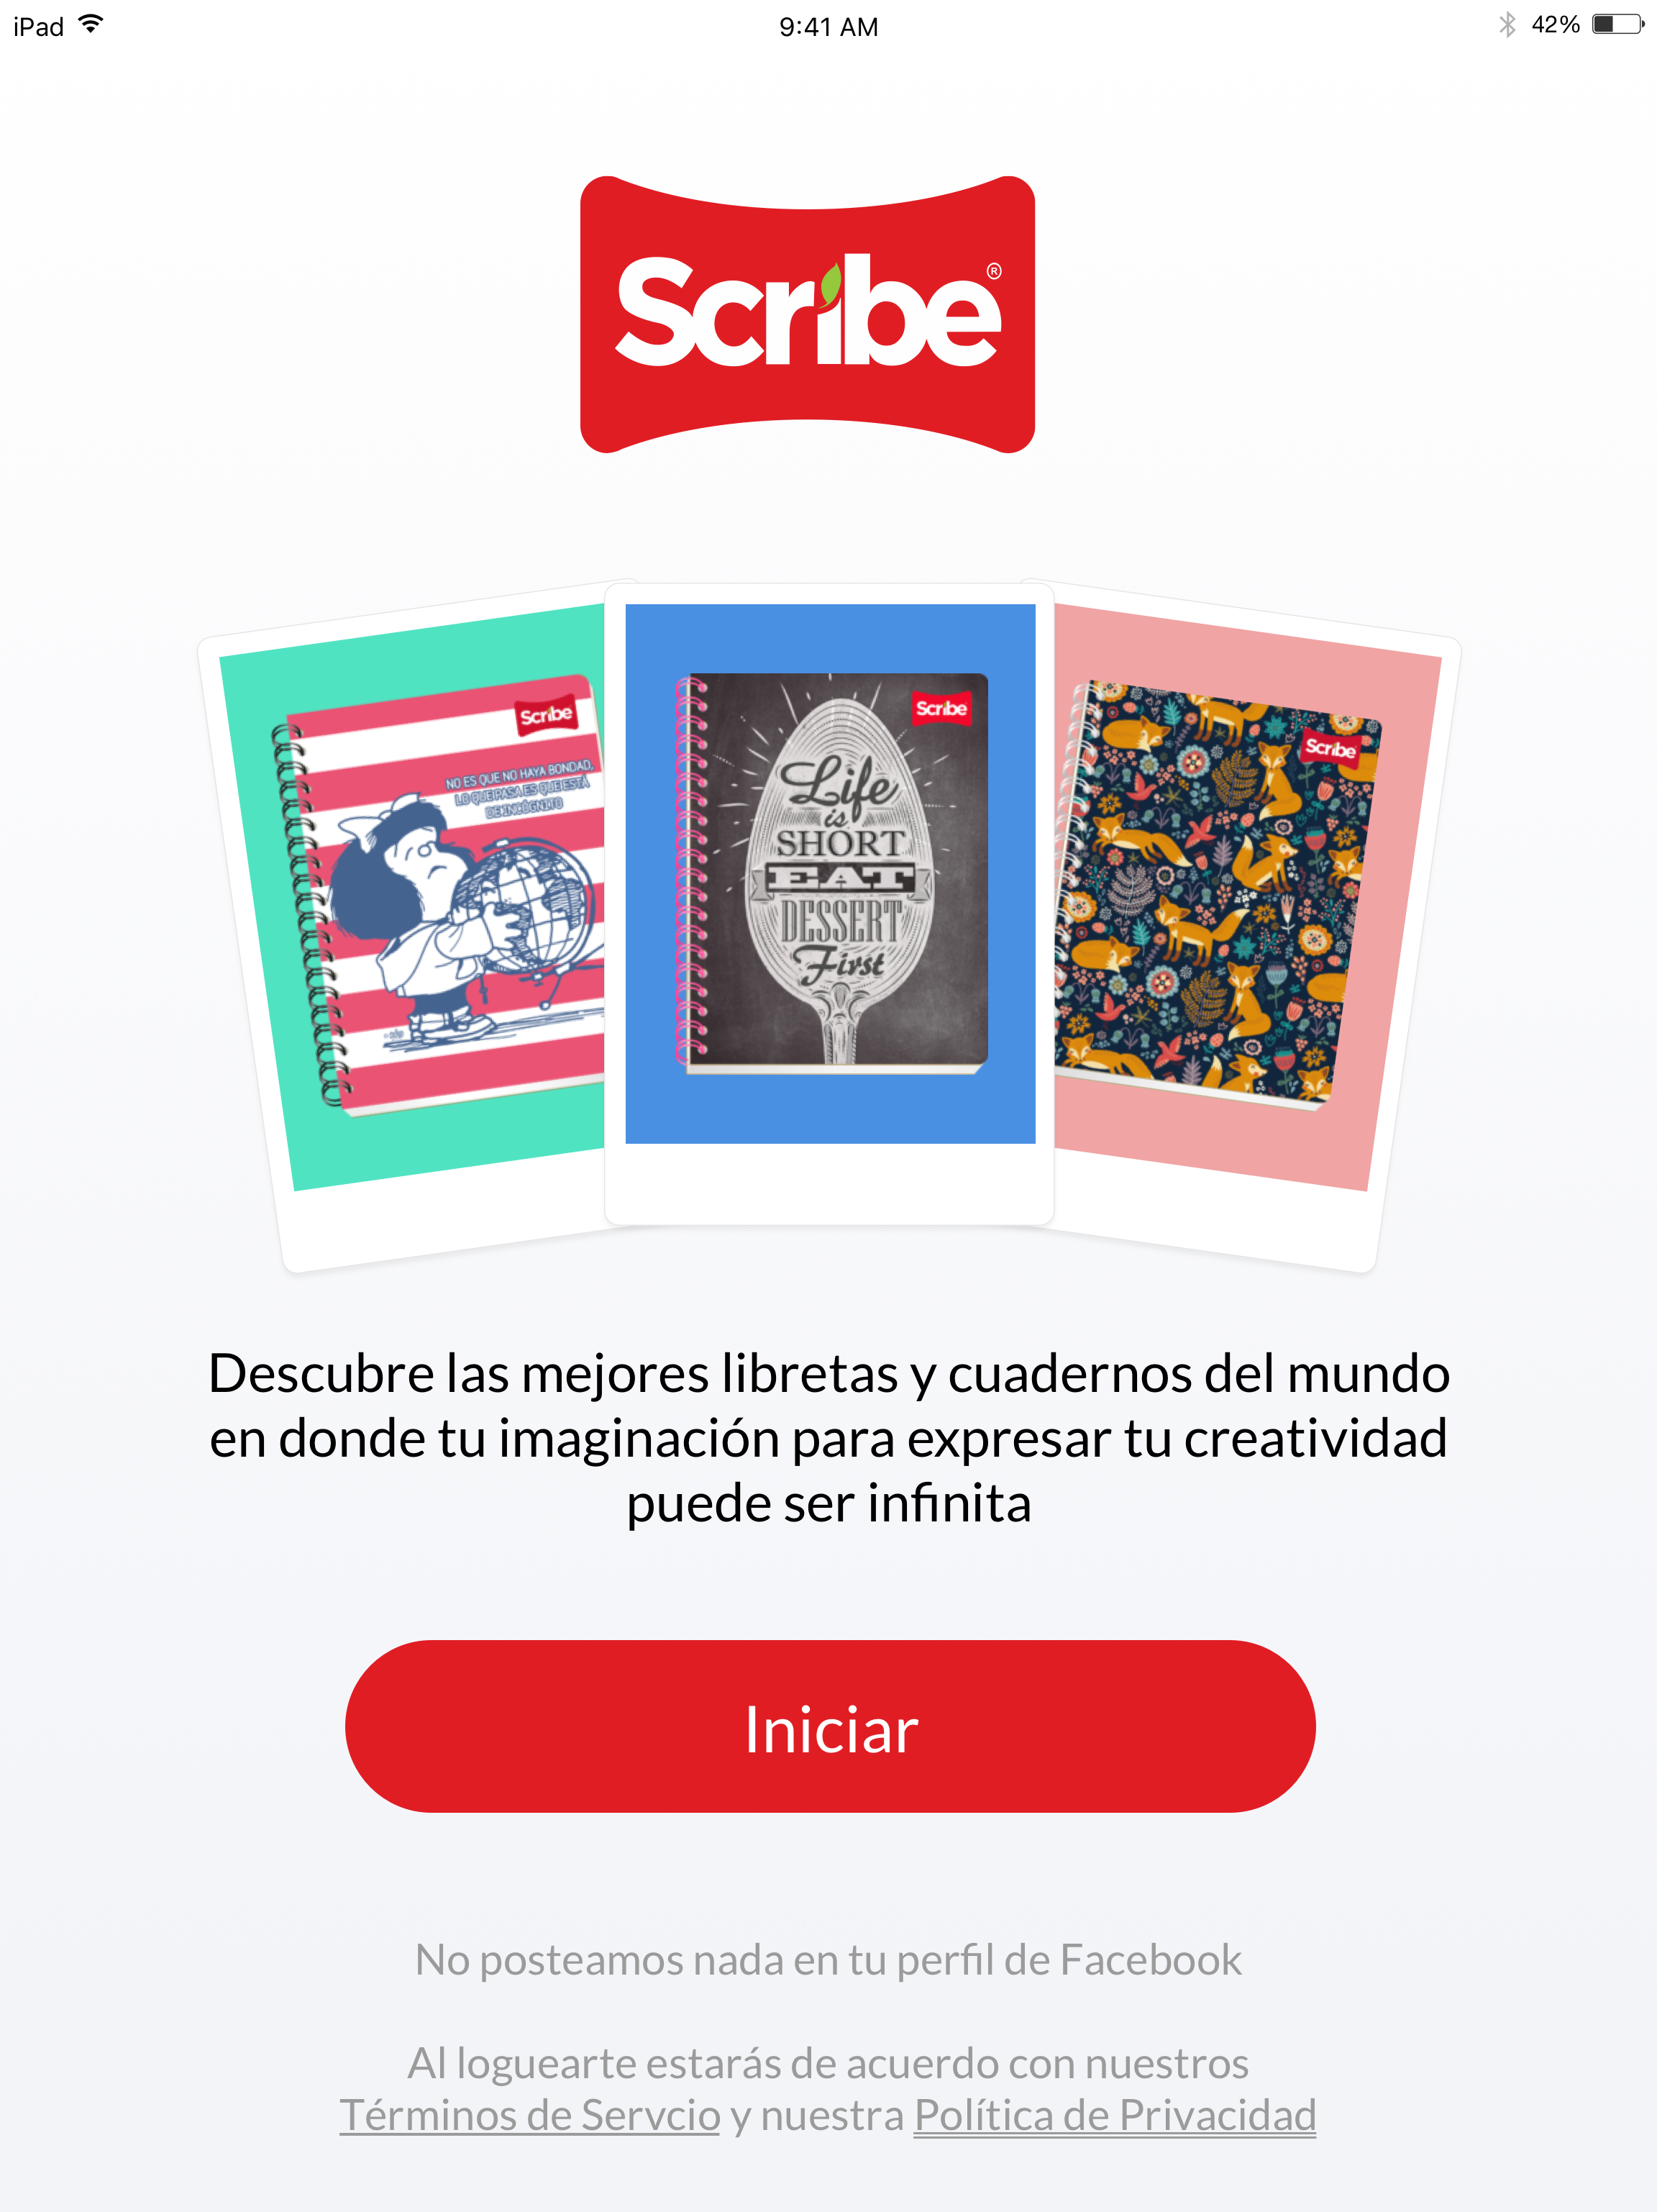 iPad
9:41 AM
42%
Scribe®
Scribe
NO ES QUE NO HAYA BONDAD,
LO QUE PASA ES QUE ESTÁ
DE INCÓGNITO
Scribe
Life
is
SHORT
EAT
DESSERT
First
Scribe
Descubre las mejores libretas y cuadernos del mundo
en donde tu imaginación para expresar tu creatividad
puede ser infinita
Iniciar
No posteamos nada en tu perfil de Facebook
Al loguearte estarás de acuerdo con nuestros
Términos de Servcio y nuestra Política de Privacidad